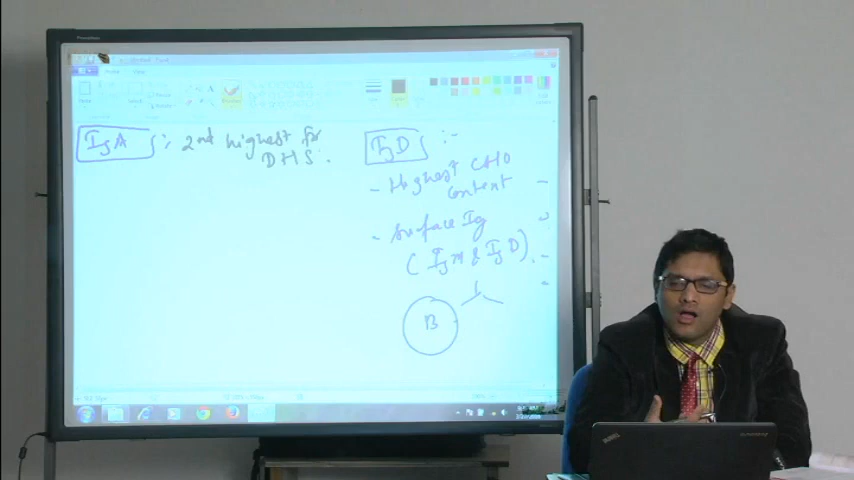 IgA :- 2nd highest for
DHS.
IgD :-
- Highest CHO
content
- Surface Ig
(IgM & IgD).
B